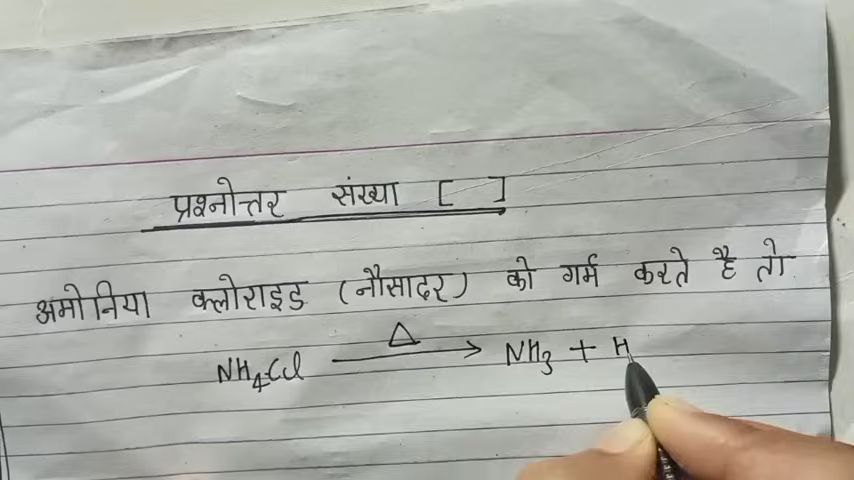 प्रश्नोत्तर संख्या [ ]
अमोनिया क्लोराइड (नौसादर) को गर्म करते है तो
NH4Cl Δ → NH3 + H